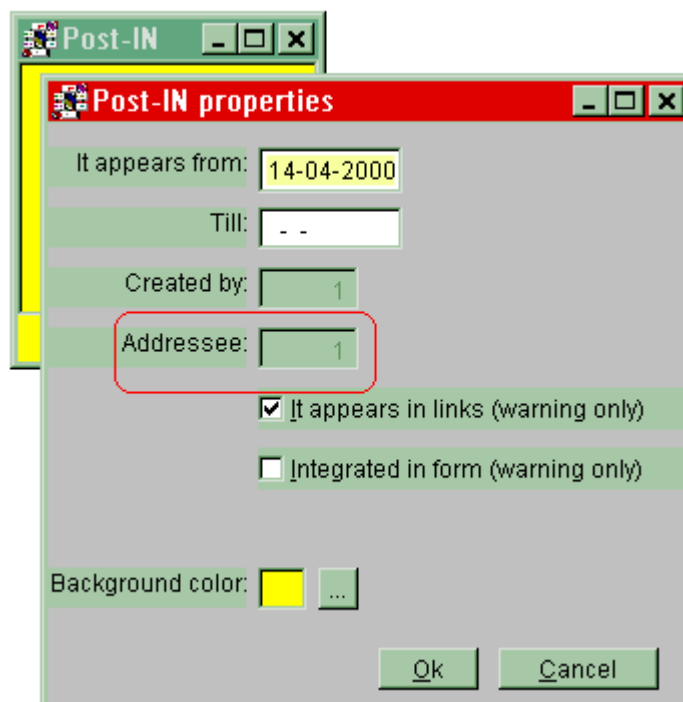 Post-IN
Post-IN properties
It appears from: 14-04-2000
Till: - -
Created by: 1
Addressee: 1
It appears in links (warning only)
Integrated in form (warning only)
Background color: ...
Ok Cancel